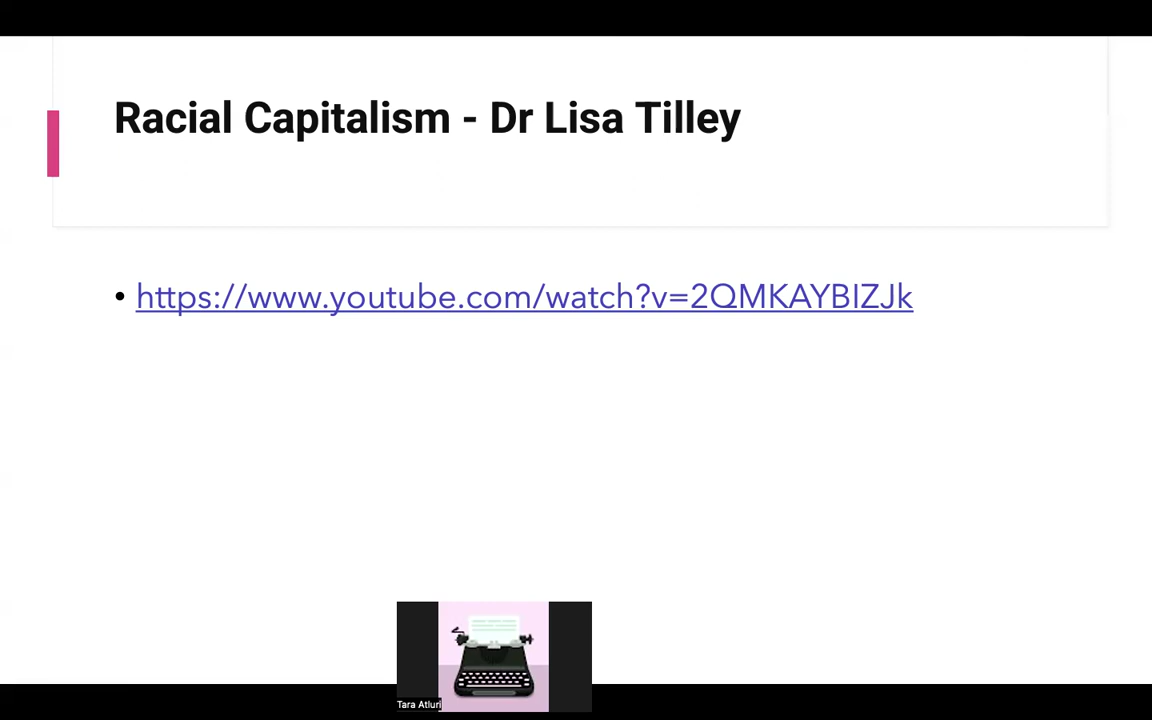 Racial Capitalism - Dr Lisa Tilley
• https://www.youtube.com/watch?v=2QMKAYBIZJk
Tara Atluri